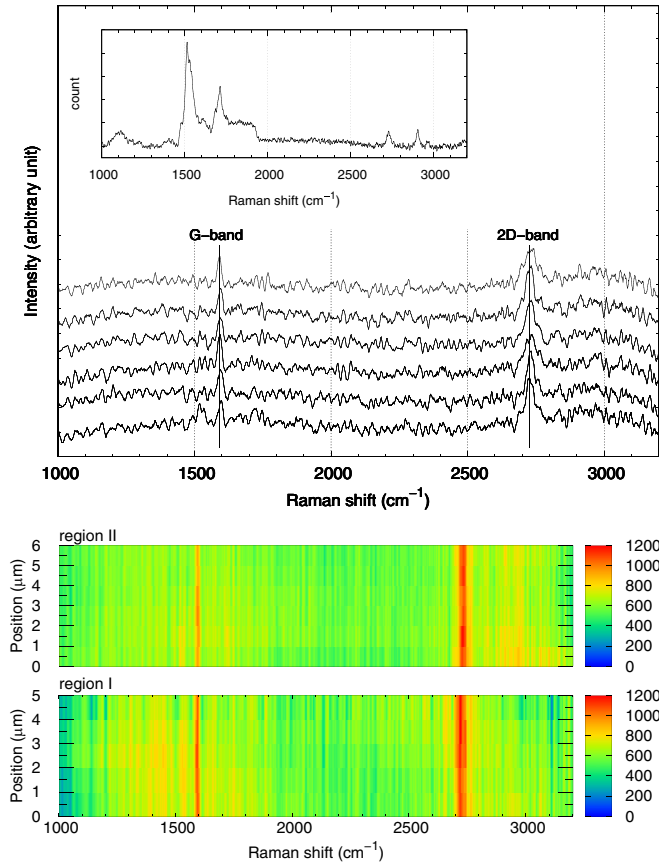 count
1000 1500 2000 2500 3000
Raman shift (cm−1)
Intensity (arbitrary unit)
G−band 2D−band
1000 1500 2000 2500 3000
Raman shift (cm−1)
region II
Position (μm)
6
5
4
3
2
1
0
1200
1000
800
600
400
200
0
region I
Position (μm)
5
4
3
2
1
0
1200
1000
800
600
400
200
0
1000 1500 2000 2500 3000
Raman shift (cm−1)